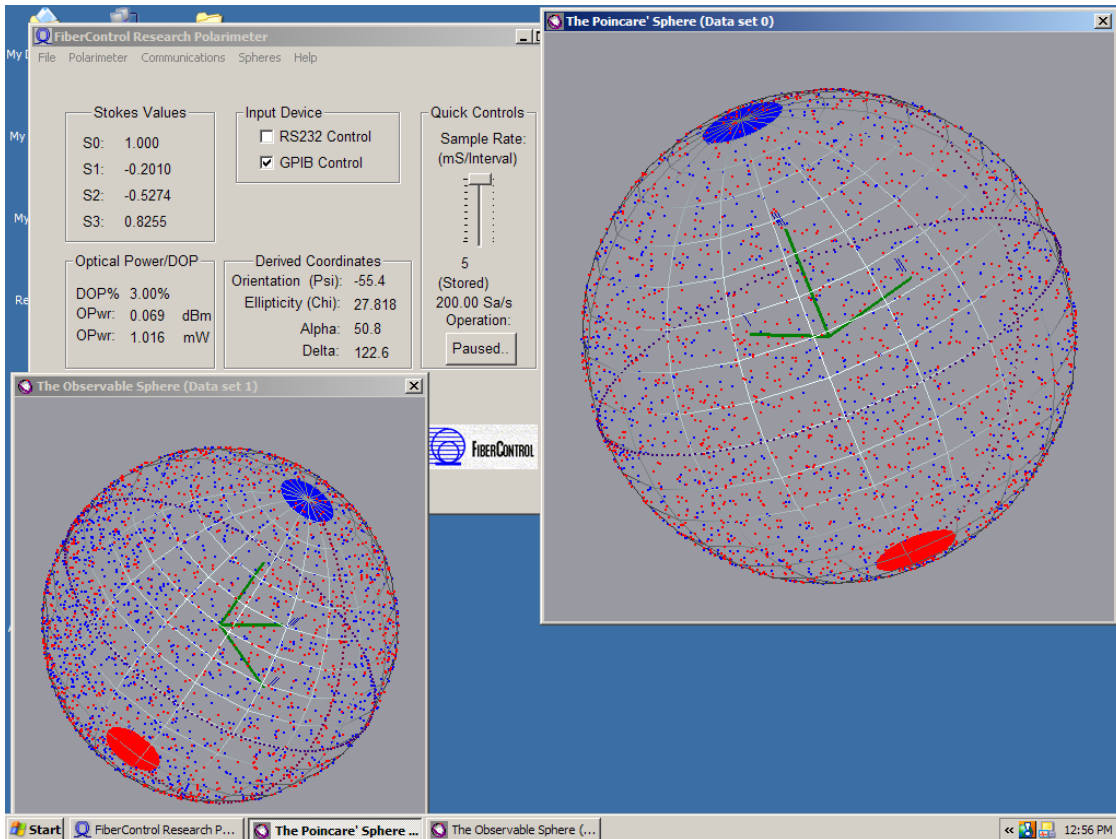 FiberControl Research Polarimeter
File Polarimeter Communications Spheres Help
Stokes Values
S0: 1.000
S1: -0.2010
S2: -0.5274
S3: 0.8255
Input Device
RS232 Control
GPIB Control
Quick Controls
Sample Rate:
(mS/Interval)
5
(Stored)
200.00 Sa/s
Operation:
Paused..
Optical Power/DOP
DOP% 3.00%
OPwr: 0.069 dBm
OPwr: 1.016 mW
Derived Coordinates
Orientation (Psi): -55.4
Ellipticity (Chi): 27.818
Alpha: 50.8
Delta: 122.6
FIBERCONTROL
The Poincare' Sphere (Data set 0)
The Observable Sphere (Data set 1)
My
My
Re
Start
FiberControl Research P...
The Poincare' Sphere ...
The Observable Sphere (...
12:56 PM